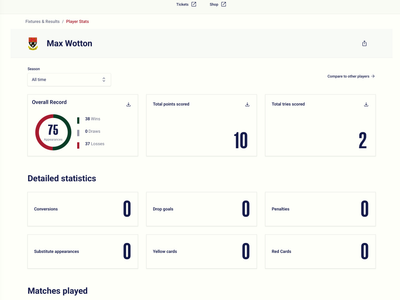 Tickets Shop
Fixtures & Results / Player Stats
Max Wotton
Season
All time
Compare to other players
Overall Record
75
38 Wins
0 Draws
37 Losses
Total points scored
10
Total tries scored
2
Detailed statistics
Conversions
0
Drop goals
0
Penalties
0
Substitute appearances
0
Yellow cards
0
Red Cards
0
Matches played